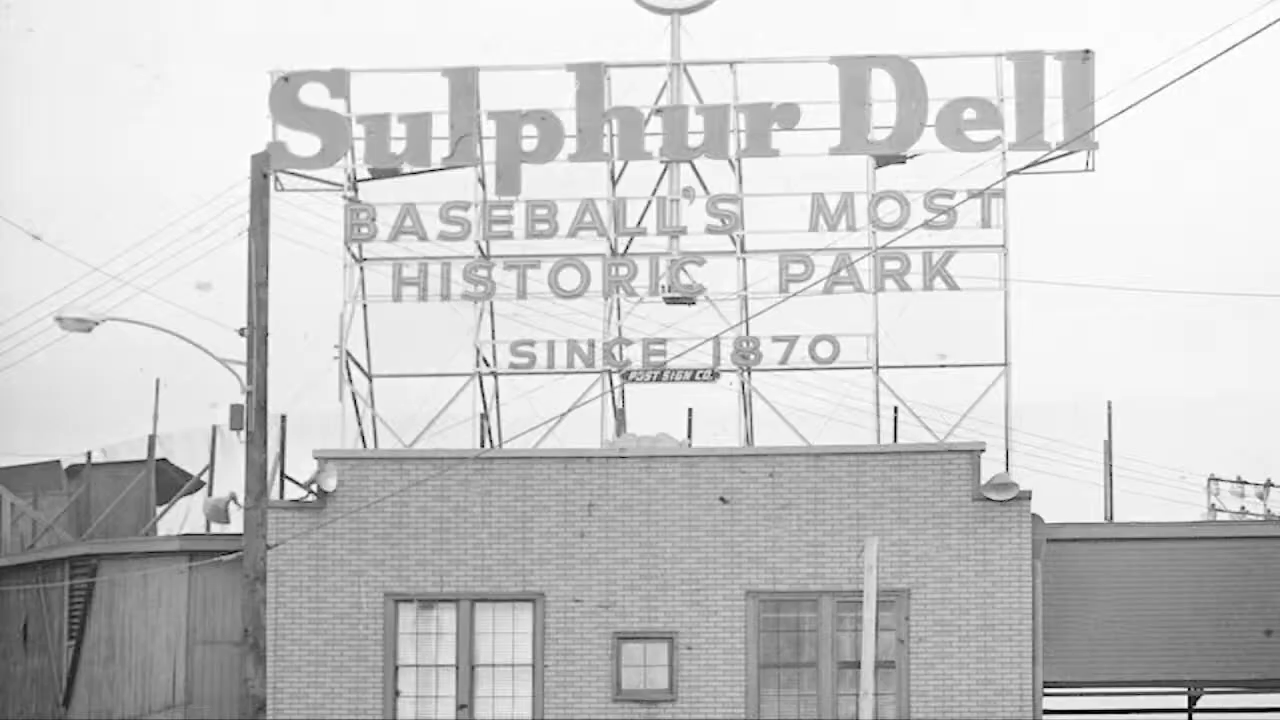 Sulphur Dell
BASEBALL'S MOST
HISTORIC PARK
SINCE 1870
POST SIGN CO.